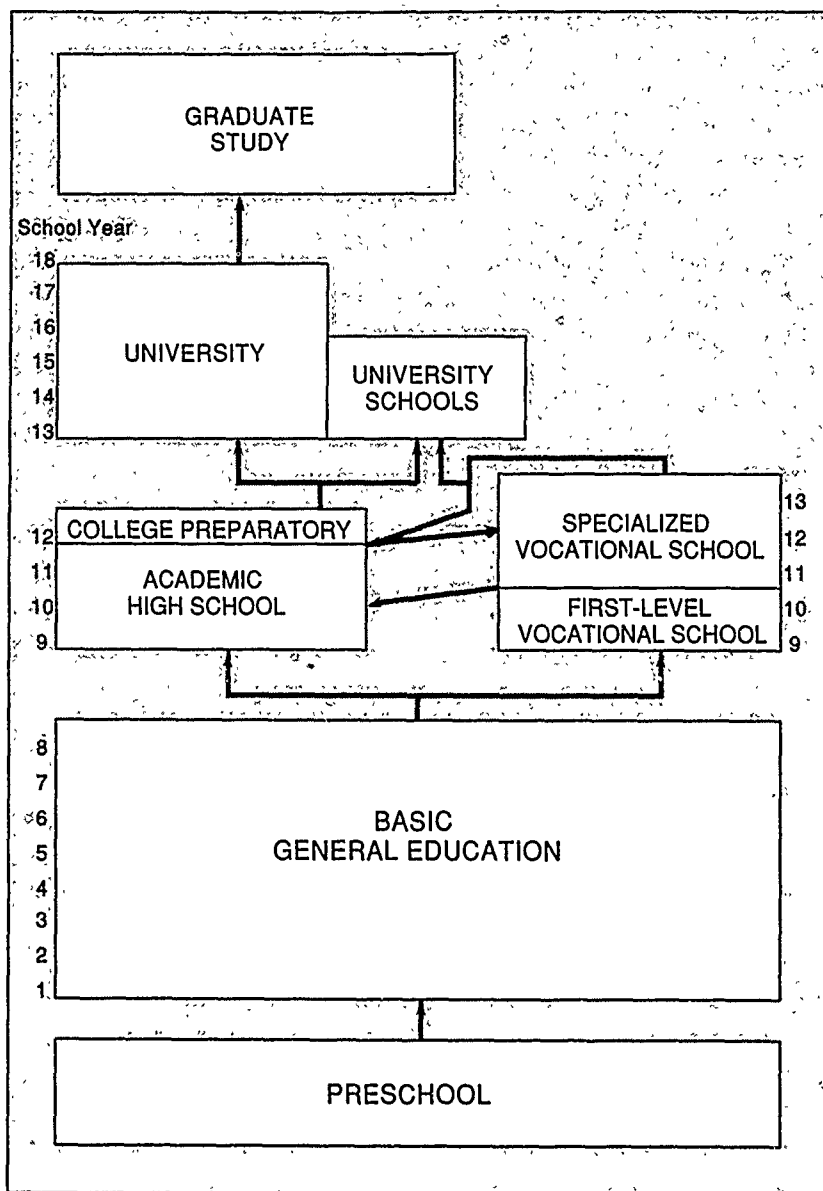 GRADUATE
STUDY
School Year
18
17
16
15
14
13
UNIVERSITY
UNIVERSITY
SCHOOLS
COLLEGE PREPARATORY
12
11
10
9
ACADEMIC
HIGH SCHOOL
SPECIALIZED
VOCATIONAL SCHOOL
FIRST-LEVEL
VOCATIONAL SCHOOL
13
12
11
10
9
8
7
6
5
4
3
2
1
BASIC
GENERAL EDUCATION
PRESCHOOL